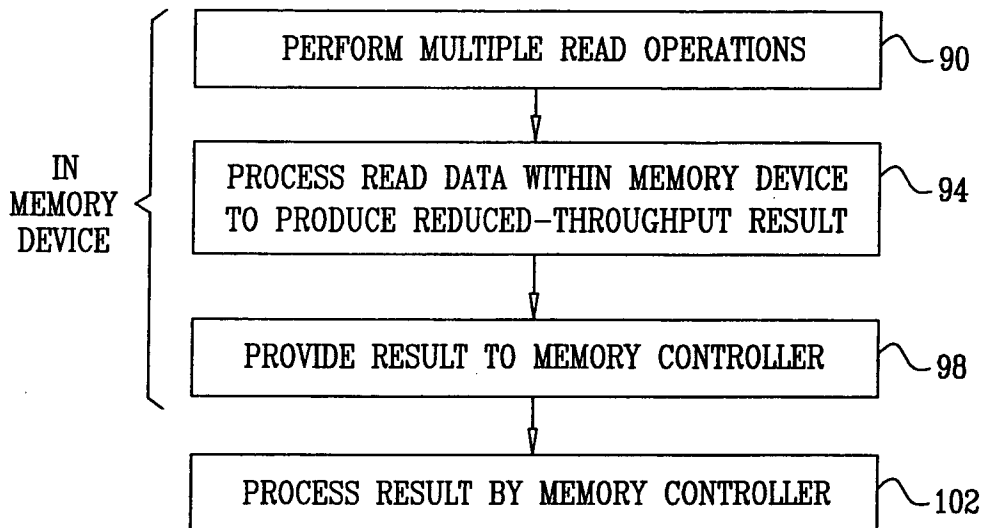 PERFORM MULTIPLE READ OPERATIONS
90
IN
MEMORY
DEVICE
PROCESS READ DATA WITHIN MEMORY DEVICE
TO PRODUCE REDUCED-THROUGHPUT RESULT
94
PROVIDE RESULT TO MEMORY CONTROLLER
98
PROCESS RESULT BY MEMORY CONTROLLER
102